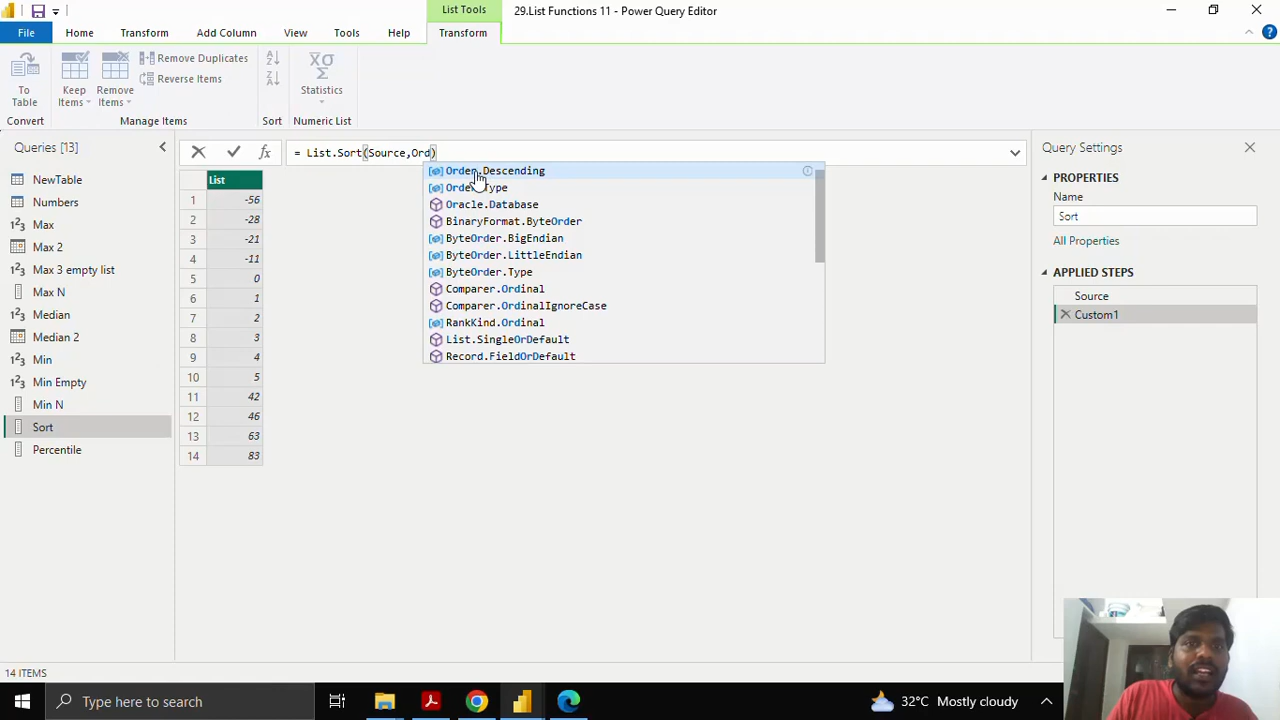 List Tools
29.List Functions 11 - Power Query Editor
File
Home
Transform
Add Column
View
Tools
Help
Transform
To
Table
Keep
Items
Remove
Items
Remove Duplicates
Reverse Items
Statistics
Convert
Manage Items
Sort
Numeric List
Queries [13]
NewTable
Numbers
Max
Max 2
Max 3 empty list
Max N
Median
Median 2
Min
Min Empty
Min N
Sort
Percentile
fx
= List.Sort(Source,Ord)
List
1 -56
2 -28
3 -21
4 -11
5 0
6 1
7 2
8 3
9 4
10 5
11 42
12 46
13 63
14 83
Order.Descending
Order.Type
Oracle.Database
BinaryFormat.ByteOrder
ByteOrder.BigEndian
ByteOrder.LittleEndian
ByteOrder.Type
Comparer.Ordinal
Comparer.OrdinalIgnoreCase
RankKind.Ordinal
List.SingleOrDefault
Record.FieldOrDefault
Query Settings
PROPERTIES
Name
Sort
All Properties
APPLIED STEPS
Source
Custom1
14 ITEMS
Type here to search
32°C Mostly cloudy